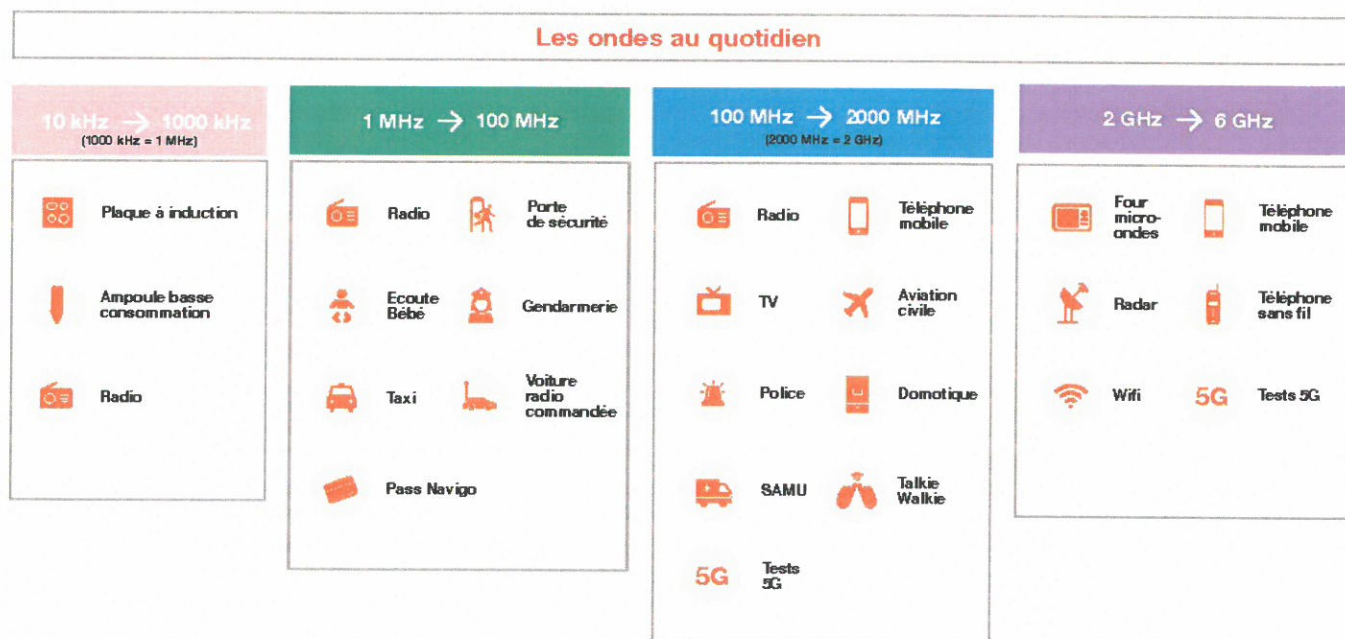 Les ondes au quotidien
10 kHz → 1000 kHz
(1000 kHz = 1 MHz)
Plaque à induction
Ampoule basse
consommation
Radio
1 MHz → 100 MHz
Radio
Porte
de sécurité
Ecoute
Bébé
Gendarmerie
Taxi
Voiture
radio
commandée
Pass Navigo
100 MHz → 2000 MHz
(2000 MHz = 2 GHz)
Radio
Téléphone
mobile
TV
Aviation
civile
Police
Domotique
SAMU
Talkie
Walkie
5G
Tests
5G
2 GHz → 6 GHz
Four
micro-
ondes
Téléphone
mobile
Radar
Téléphone
sans fil
Wifi
5G
Tests 5G